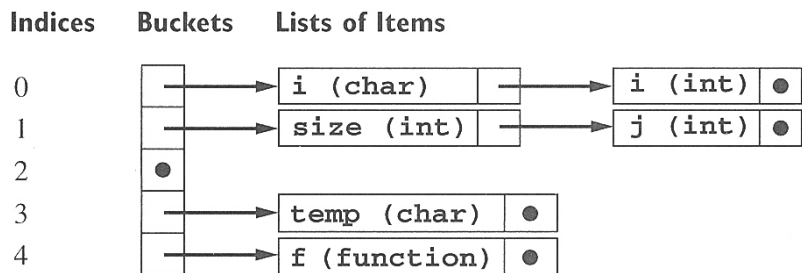 Indices Buckets Lists of Items
0 i (char) i (int)
1 size (int) j (int)
2
3 temp (char)
4 f (function)